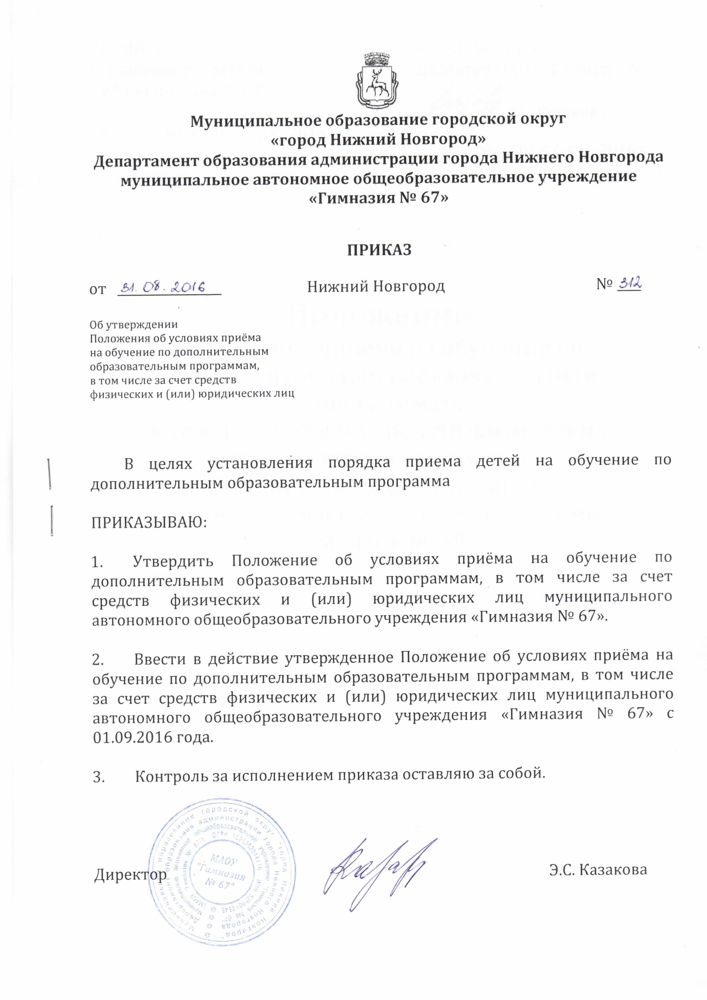 Муниципальное образование городской округ
«город Нижний Новгород»
Департамент образования администрации города Нижнего Новгорода
муниципальное автономное общеобразовательное учреждение
«Гимназия № 67»
ПРИКАЗ
от 31.08.2016 Нижний Новгород № 312
Об утверждении
Положения об условиях приёма
на обучение по дополнительным
образовательным программам,
в том числе за счет средств
физических и (или) юридических лиц
В целях установления порядка приема детей на обучение по
дополнительным образовательным программа
ПРИКАЗЫВАЮ:
1. Утвердить Положение об условиях приёма на обучение по
дополнительным образовательным программам, в том числе за счет
средств физических и (или) юридических лиц муниципального
автономного общеобразовательного учреждения «Гимназия № 67».
2. Ввести в действие утвержденное Положение об условиях приёма на
обучение по дополнительным образовательным программам, в том числе
за счет средств физических и (или) юридических лиц муниципального
автономного общеобразовательного учреждения «Гимназия № 67» с
01.09.2016 года.
3. Контроль за исполнением приказа оставляю за собой.
Директор Э.С. Казакова
Муниципальное образование городской округ "город Нижний Новгород"
Департамент образования администрации города Нижнего Новгорода
муниципальное автономное общеобразовательное учреждение "Гимназия № 67"
МАОУ
"Гимназия
№ 67"